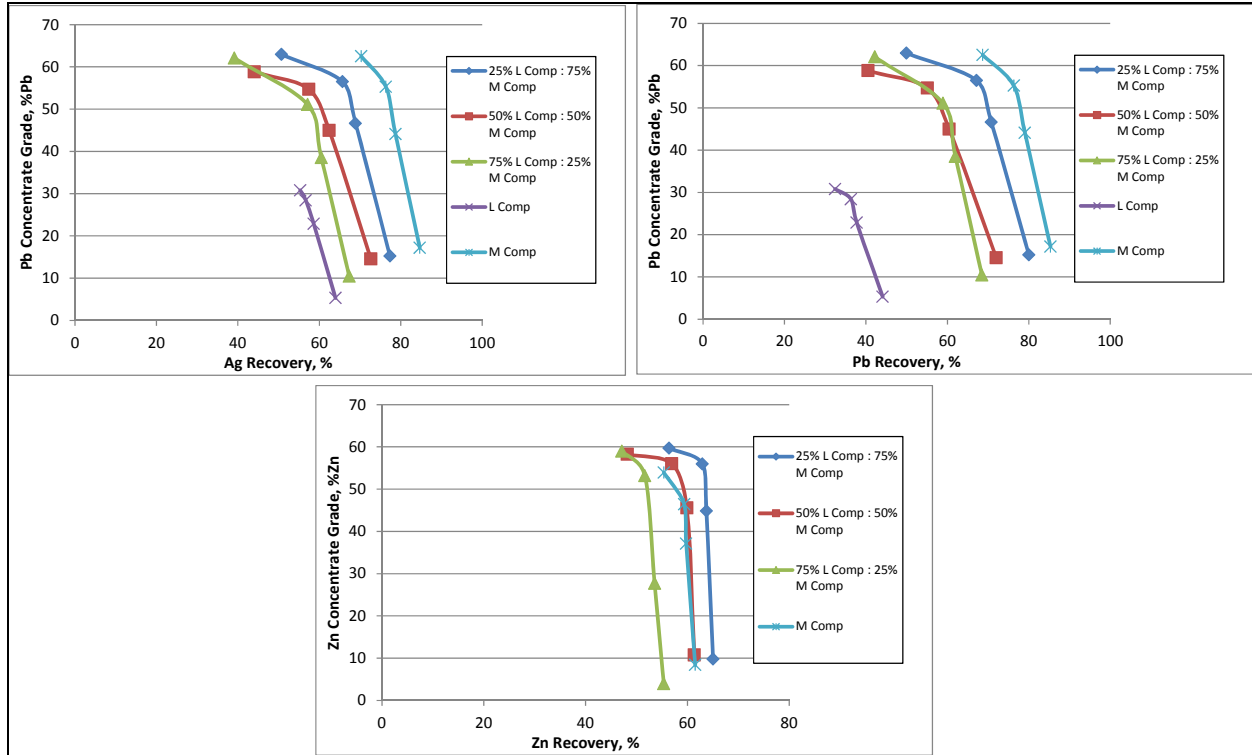 70
60
50
40
30
20
10
0
0 20 40 60 80 100
Pb Concentrate Grade, %Pb
Ag Recovery, %
25% L Comp : 75%
M Comp
50% L Comp : 50%
M Comp
75% L Comp : 25%
M Comp
L Comp
M Comp
70
60
50
40
30
20
10
0
0 20 40 60 80 100
Pb Concentrate Grade, %Pb
Pb Recovery, %
25% L Comp : 75%
M Comp
50% L Comp : 50%
M Comp
75% L Comp : 25%
M Comp
L Comp
M Comp
70
60
50
40
30
20
10
0
0 20 40 60 80
Zn Concentrate Grade, %Zn
Zn Recovery, %
25% L Comp : 75%
M Comp
50% L Comp : 50%
M Comp
75% L Comp : 25%
M Comp
M Comp